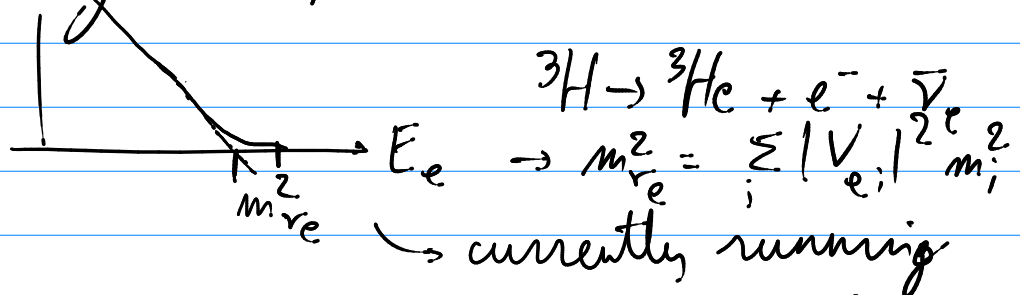 ³H → ³He + e⁻ + ν̄ₑ
Eₑ → m²_νₑ = Σᵢ |Vₑᵢ|² mᵢ²
m²_νₑ
↳ currently running